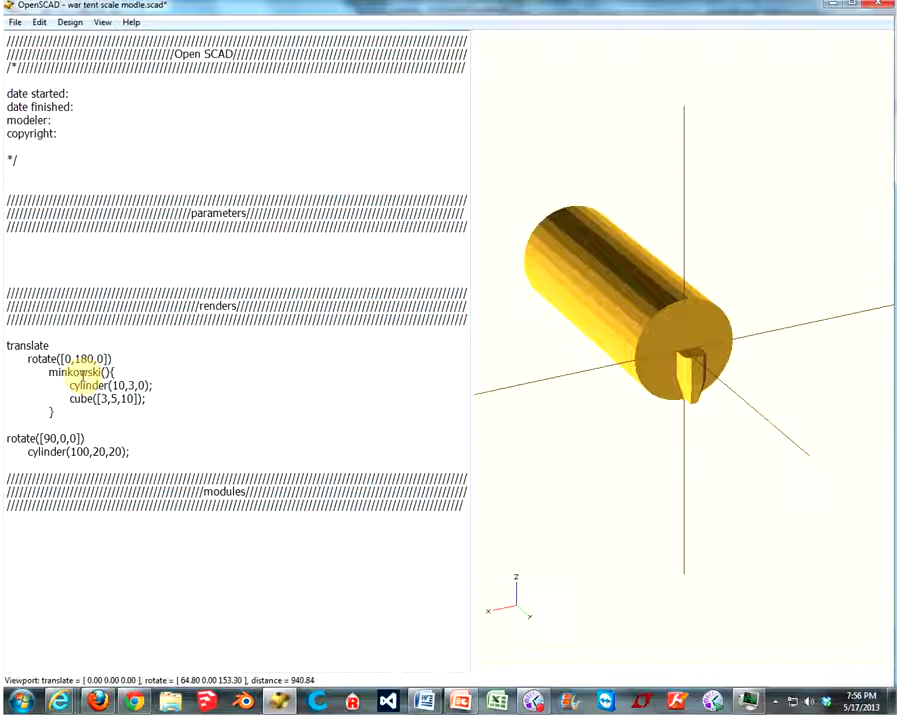 OpenSCAD - war tent scale modle.scad*
File Edit Design View Help
//////////////////////////////////////////////////////////////////////////////////////////////////////////////
////////////////////////////////////////Open SCAD////////////////////////////////////////////////////////
/*////////////////////////////////////////////////////////////////////////////////////////////////////////////
date started:
date finished:
modeler:
copyright:
*/
//////////////////////////////////////////////////////////////////////////////////////////////////////////////
////////////////////////////////////////////parameters////////////////////////////////////////////////////
//////////////////////////////////////////////////////////////////////////////////////////////////////////////
//////////////////////////////////////////////////////////////////////////////////////////////////////////////
//////////////////////////////////////////////renders//////////////////////////////////////////////////////
//////////////////////////////////////////////////////////////////////////////////////////////////////////////
translate
rotate([0,180,0])
minkowski(){
cylinder(10,3,0);
cube([3,5,10]);
}
rotate([90,0,0])
cylinder(100,20,20);
//////////////////////////////////////////////////////////////////////////////////////////////////////////////
///////////////////////////////////////////////modules/////////////////////////////////////////////////////
//////////////////////////////////////////////////////////////////////////////////////////////////////////////
z
x
Y
Viewport: translate = [ 0.00 0.00 0.00 ], rotate = [ 64.80 0.00 153.30 ], distance = 940.84
7:56 PM
5/17/2013